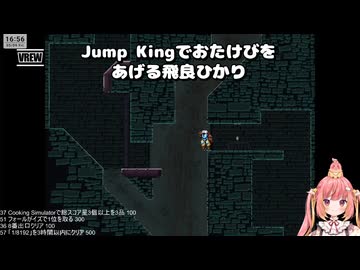 16:56
VREW
Jump Kingでおたけびを
あげる飛良ひかり
37 Cooking Simulatorで総スコア星3個以上を3品 100
51 フォールガイズで1位を取る 300
36 8番出口クリア 100
57 「1/8192」を3時間以内にクリア 500